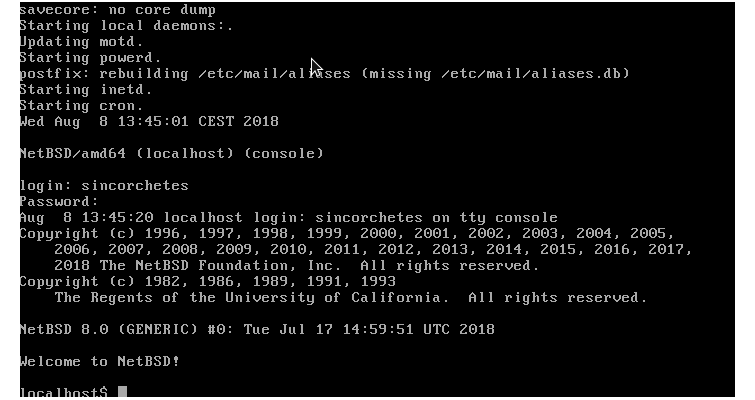 savecore: no core dump
Starting local daemons:.
Updating motd.
Starting powerd.
postfix: rebuilding /etc/mail/aliases (missing /etc/mail/aliases.db)
Starting inetd.
Starting cron.
Wed Aug  8 13:45:01 CEST 2018
NetBSD/amd64 (localhost) (console)
login: sincorchetes
Password:
Aug  8 13:45:20 localhost login: sincorchetes on tty console
Copyright (c) 1996, 1997, 1998, 1999, 2000, 2001, 2002, 2003, 2004, 2005,
    2006, 2007, 2008, 2009, 2010, 2011, 2012, 2013, 2014, 2015, 2016, 2017,
    2018 The NetBSD Foundation, Inc.  All rights reserved.
Copyright (c) 1982, 1986, 1989, 1991, 1993
    The Regents of the University of California.  All rights reserved.
NetBSD 8.0 (GENERIC) #0: Tue Jul 17 14:59:51 UTC 2018
Welcome to NetBSD!
localhost$